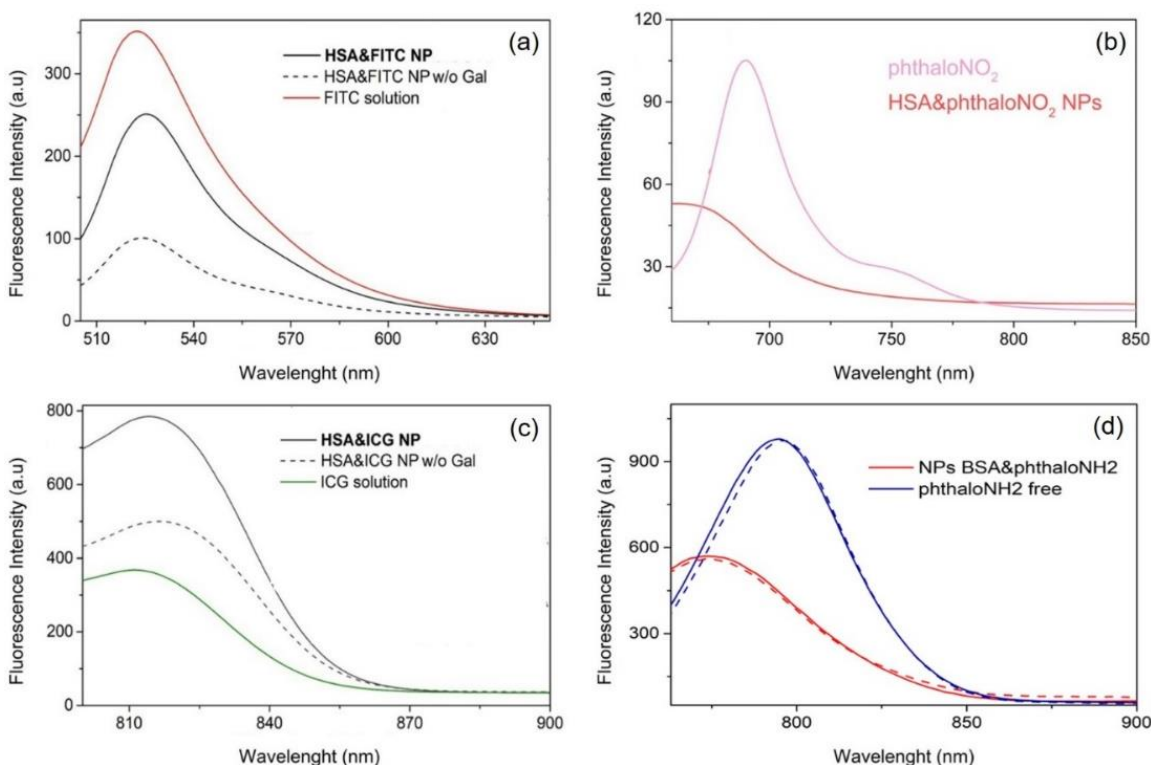 (a)
HSA&FITC NP
HSA&FITC NP w/o Gal
FITC solution
Fluorescence Intensity (a.u)
300
200
100
0
510 540 570 600 630
Wavelenght (nm)
(b)
phthaloNO₂
HSA&phthaloNO₂ NPs
Fluorescence Intensity (a.u)
120
90
60
30
700 750 800 850
Wavelenght (nm)
(c)
HSA&ICG NP
HSA&ICG NP w/o Gal
ICG solution
Fluorescence Intensity (a.u)
800
600
400
200
0
810 840 870 900
Wavelenght (nm)
(d)
NPs BSA&phthaloNH2
phthaloNH2 free
Fluorescence Intensity (a.u)
900
600
300
800 850 900
Wavelenght (nm)